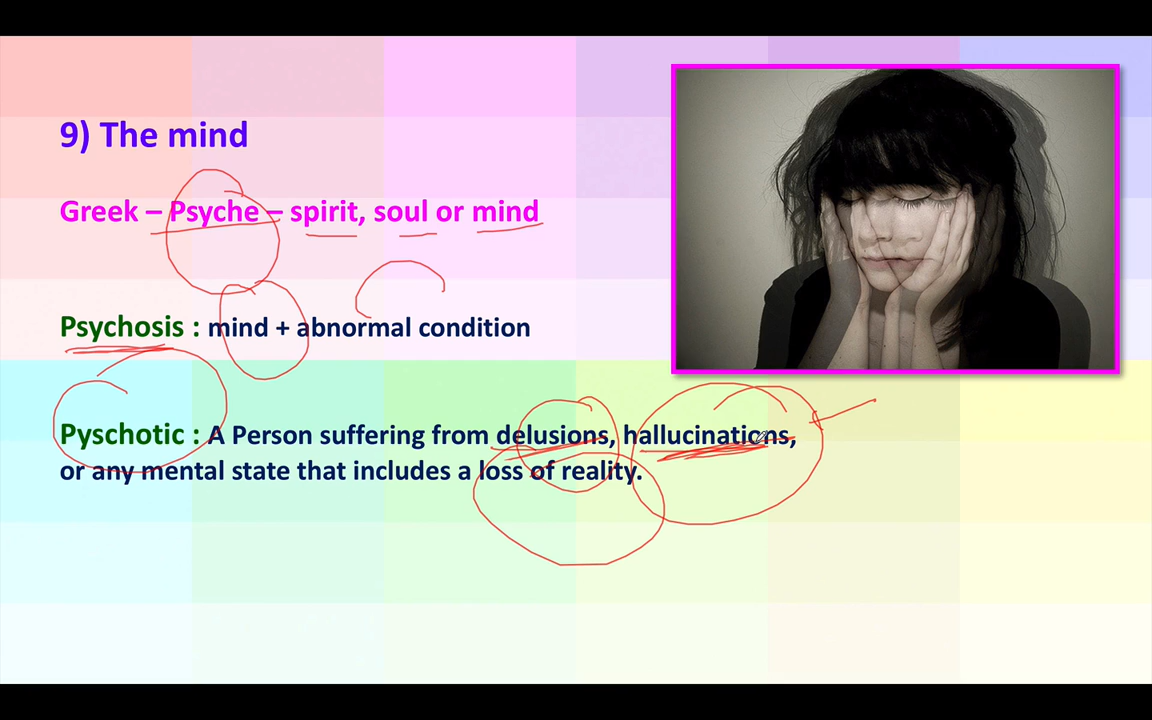 9) The mind
Greek – Psyche – spirit, soul or mind
Psychosis : mind + abnormal condition
Pyschotic : A Person suffering from delusions, hallucinations,
or any mental state that includes a loss of reality.